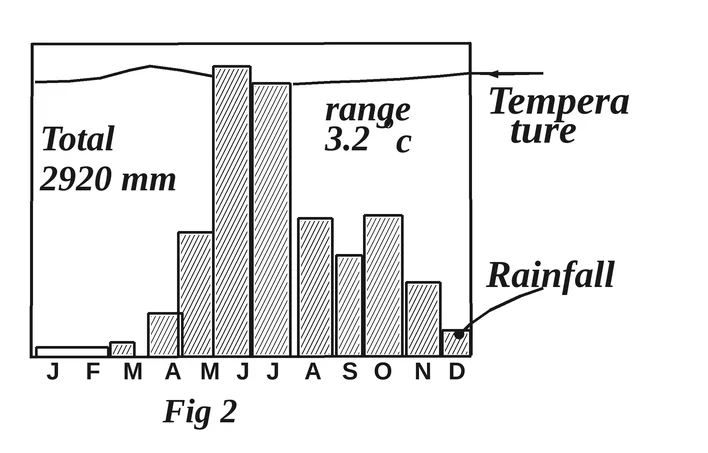 Total
2920 mm
range
3.2 °c
Tempera
ture
Rainfall
J F M A M J J A S O N D
Fig 2